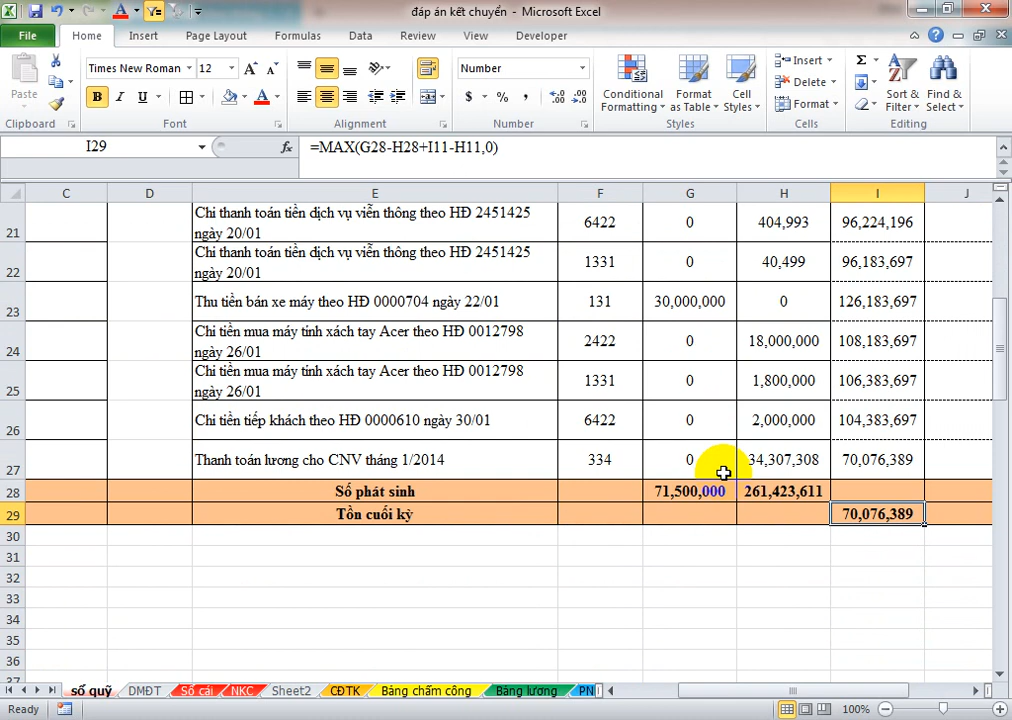 đáp án kết chuyển - Microsoft Excel
File Home Insert Page Layout Formulas Data Review View Developer
Paste
Clipboard
Times New Roman 12
B I U
Font
Alignment
Number
$ % ,
Number
Conditional Formatting
Format as Table
Cell Styles
Styles
Insert
Delete
Format
Cells
Σ
Sort & Filter
Find & Select
Editing
I29 fx =MAX(G28-H28+I11-H11,0)
C D E F G H I J
21 Chi thanh toán tiền dịch vụ viễn thông theo HĐ 2451425 6422 0 404,993 96,224,196
ngày 20/01
22 Chi thanh toán tiền dịch vụ viễn thông theo HĐ 2451425 1331 0 40,499 96,183,697
ngày 20/01
23 Thu tiền bán xe máy theo HĐ 0000704 ngày 22/01 131 30,000,000 0 126,183,697
24 Chi tiền mua máy tính xách tay Acer theo HĐ 0012798 2422 0 18,000,000 108,183,697
ngày 26/01
25 Chi tiền mua máy tính xách tay Acer theo HĐ 0012798 1331 0 1,800,000 106,383,697
ngày 26/01
26 Chi tiền tiếp khách theo HĐ 0000610 ngày 30/01 6422 0 2,000,000 104,383,697
27 Thanh toán lương cho CNV tháng 1/2014 334 0 34,307,308 70,076,389
28 Số phát sinh 71,500,000 261,423,611
29 Tồn cuối kỳ 70,076,389
30
31
32
33
34
35
36
37
sổ quỹ DMĐT Sổ cái NKC Sheet2 CĐTK Bảng chấm công Bảng lương PN
Ready 100%